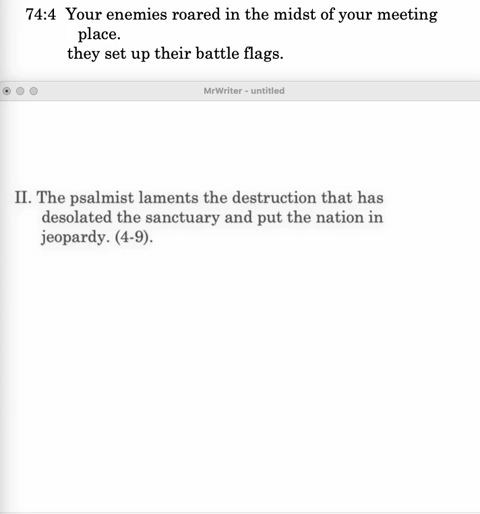 74:4 Your enemies roared in the midst of your meeting
place.
they set up their battle flags.
MrWriter - untitled
II. The psalmist laments the destruction that has
desolated the sanctuary and put the nation in
jeopardy. (4-9).